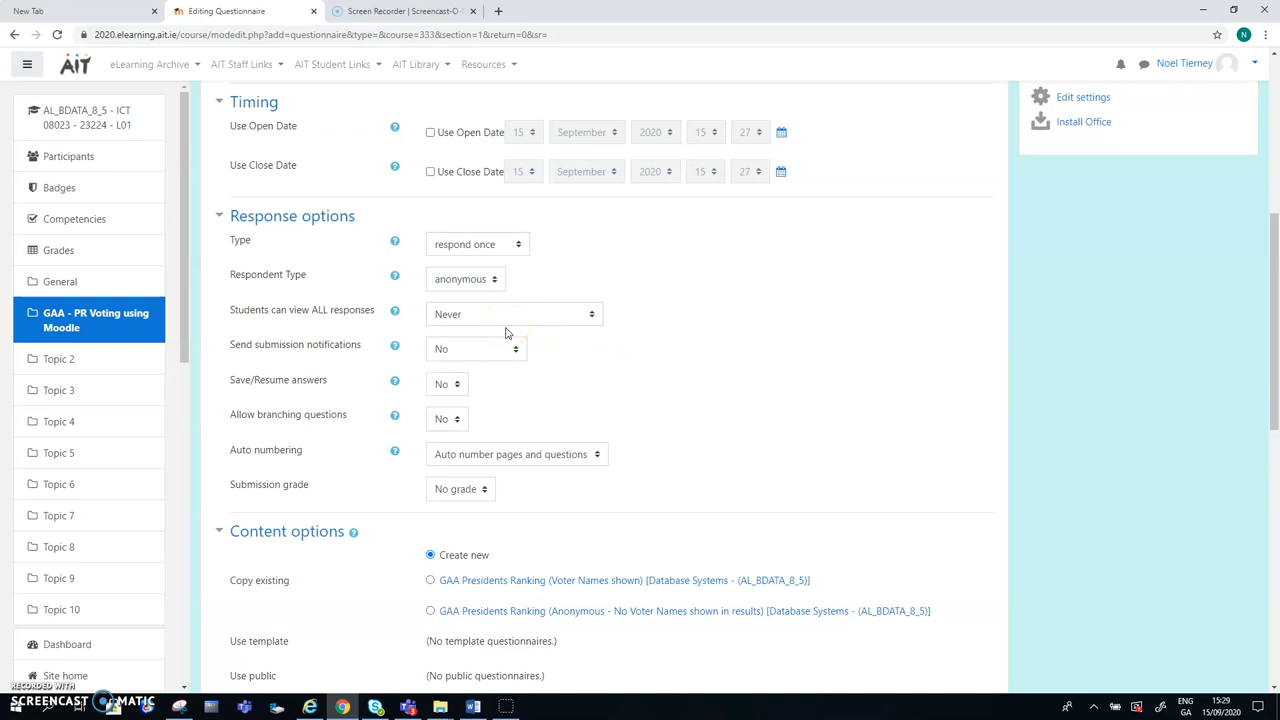 New Tab
Editing Questionnaire
Screen Recorder | Screencast-O-
2020.elearning.ait.ie/course/modedit.php?add=questionnaire&type=&course=333&section=1&return=0&sr=
N
AIT
eLearning Archive
AIT Staff Links
AIT Student Links
AIT Library
Resources
Noel Tierney
AL_BDATA_8_5 - ICT
08023 - 23224 - L01
Participants
Badges
Competencies
Grades
General
GAA - PR Voting using
Moodle
Topic 2
Topic 3
Topic 4
Topic 5
Topic 6
Topic 7
Topic 8
Topic 9
Topic 10
Dashboard
Site home
Timing
Use Open Date
Use Open Date 15 September 2020 15 27
Use Close Date
Use Close Date 15 September 2020 15 27
Response options
Type
respond once
Respondent Type
anonymous
Students can view ALL responses
Never
Send submission notifications
No
Save/Resume answers
No
Allow branching questions
No
Auto numbering
Auto number pages and questions
Submission grade
No grade
Content options
Create new
Copy existing
GAA Presidents Ranking (Voter Names shown) [Database Systems - (AL_BDATA_8_5)]
GAA Presidents Ranking (Anonymous - No Voter Names shown in results) [Database Systems - (AL_BDATA_8_5)]
Use template
(No template questionnaires.)
Use public
(No public questionnaires.)
Edit settings
Install Office
RECORDED WITH
SCREENCAST MATIC
ENG
GA
15:29
15/09/2020